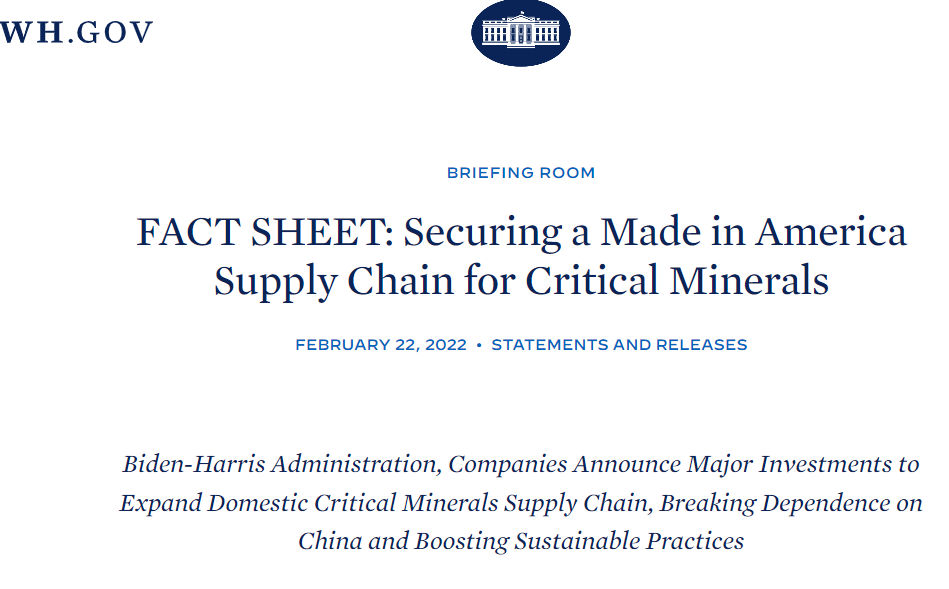 WH.GOV
BRIEFING ROOM
FACT SHEET: Securing a Made in America
Supply Chain for Critical Minerals
FEBRUARY 22, 2022 • STATEMENTS AND RELEASES
Biden-Harris Administration, Companies Announce Major Investments to
Expand Domestic Critical Minerals Supply Chain, Breaking Dependence on
China and Boosting Sustainable Practices